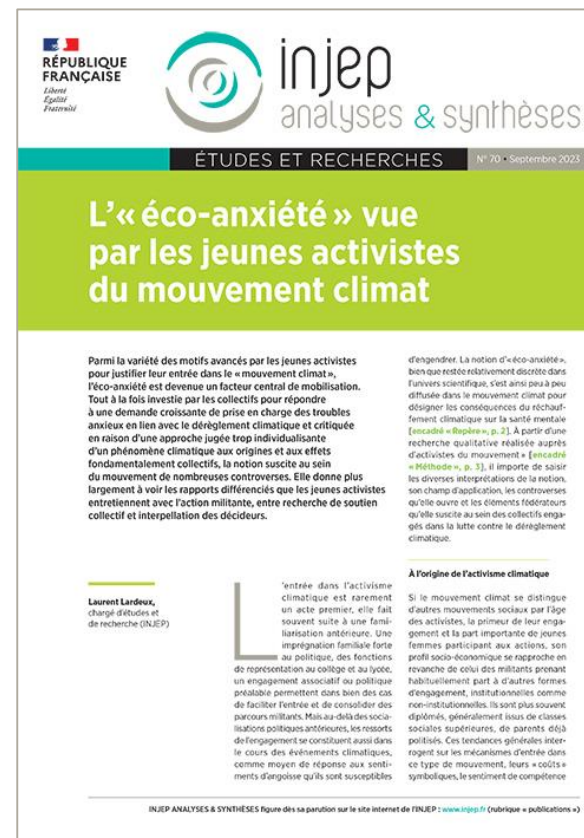 RÉPUBLIQUE
FRANÇAISE
Liberté
Égalité
Fraternité
injep
analyses & synthèses
ÉTUDES ET RECHERCHES
N° 70 • Septembre 2023
L'« éco-anxiété » vue
par les jeunes activistes
du mouvement climat
Parmi la variété des motifs avancés par les jeunes activistes
pour justifier leur entrée dans le « mouvement climat »,
l'éco-anxiété est devenue un facteur central de mobilisation.
Tout à la fois investie par les collectifs pour répondre
à une demande croissante de prise en charge des troubles
anxieux en lien avec le dérèglement climatique et critiquée
en raison d'une approche jugée trop individualisante
d'un phénomène climatique aux origines et aux effets
fondamentalement collectifs, la notion suscite au sein
du mouvement de nombreuses controverses. Elle donne plus
largement à voir les rapports différenciés que les jeunes activistes
entretiennent avec l'action militante, entre recherche de soutien
collectif et interpellation des décideurs.
Laurent Lardeux,
chargé d'études et
de recherche (INJEP)
L'entrée dans l'activisme
climatique est rarement
un acte premier, elle fait
souvent suite à une fami-
liarisation antérieure. Une
imprégnation familiale forte
au politique, des fonctions
de représentation au collège et au lycée,
un engagement associatif ou politique
préalable permettent dans bien des cas
de faciliter l'entrée et de consolider des
parcours militants. Mais au-delà des socia-
lisations politiques antérieures, les ressorts
de l'engagement se constituent aussi dans
le cours des événements climatiques,
comme moyen de réponse aux senti-
ments d'angoisse qu'ils sont susceptibles
d'engendrer. La notion d'« éco-anxiété »,
bien que restée relativement discrète dans
l'univers scientifique, s'est ainsi peu à peu
diffusée dans le mouvement climat pour
désigner les conséquences du réchauf-
fement climatique sur la santé mentale
[encadré « Repère », p. 2]. À partir d'une
recherche qualitative réalisée auprès
d'activistes du mouvement « [encadré
« Méthode », p. 3], il importe de saisir
les diverses interprétations de la notion,
son champ d'application, les controverses
qu'elle ouvre et les éléments fédérateurs
qu'elle suscite au sein des collectifs enga-
gés dans la lutte contre le dérèglement
climatique.
À l'origine de l'activisme climatique
Si le mouvement climat se distingue
d'autres mouvements sociaux par l'âge
des activistes, la primeur de leur enga-
gement et la part importante de jeunes
femmes participant aux actions, son
profil socio-économique se rapproche en
revanche de celui des militants prenant
habituellement part à d'autres formes
d'engagement, institutionnelles comme
non-institutionnelles. Ils sont plus souvent
diplômés, généralement issus de classes
sociales supérieures, de parents déjà
politisés. Ces tendances générales inter-
rogent sur les mécanismes d'entrée dans
ce type de mouvement, leurs « coûts »
symboliques, le sentiment de compétence
INJEP ANALYSES & SYNTHÈSES figure dès sa parution sur le site internet de l'INJEP : www.injep.fr (rubrique « publications »)